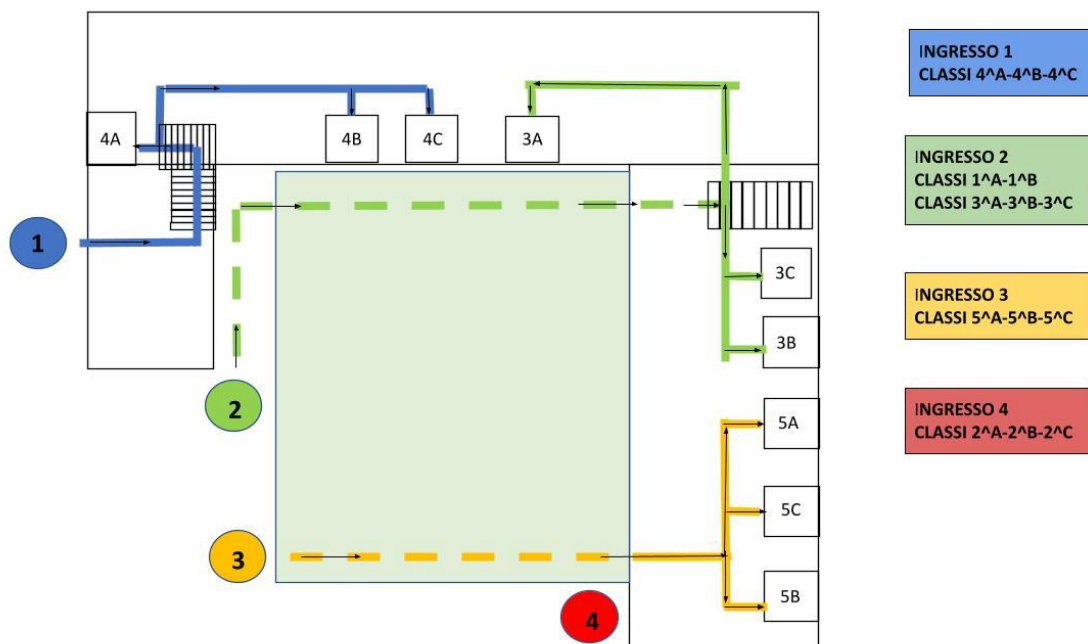 4A
4B
4C
3A
1
3C
3B
2
5A
5C
3
5B
4
INGRESSO 1
CLASSI 4^A-4^B-4^C
INGRESSO 2
CLASSI 1^A-1^B
CLASSI 3^A-3^B-3^C
INGRESSO 3
CLASSI 5^A-5^B-5^C
INGRESSO 4
CLASSI 2^A-2^B-2^C